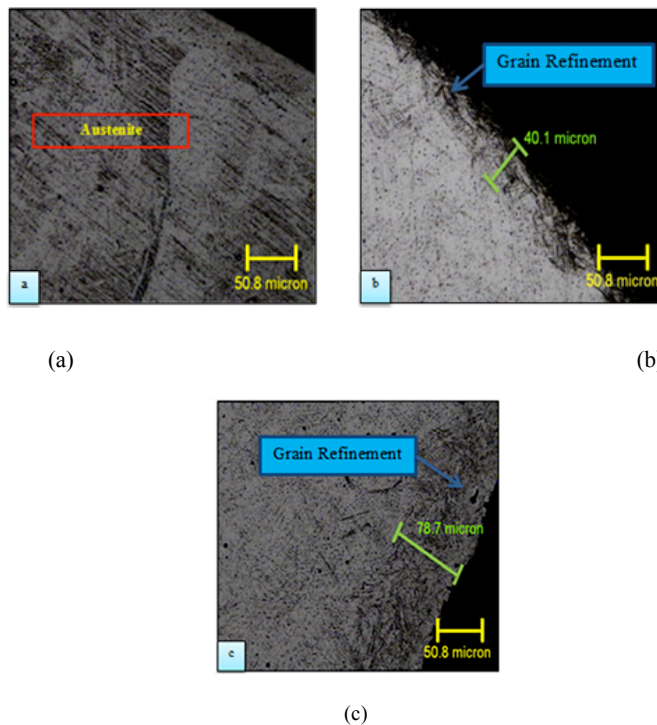 Austenite
50.8 micron
a
Grain Refinement
40.1 micron
50.8 micron
b
(a)
(b
Grain Refinement
78.7 micron
50.8 micron
c
(c)